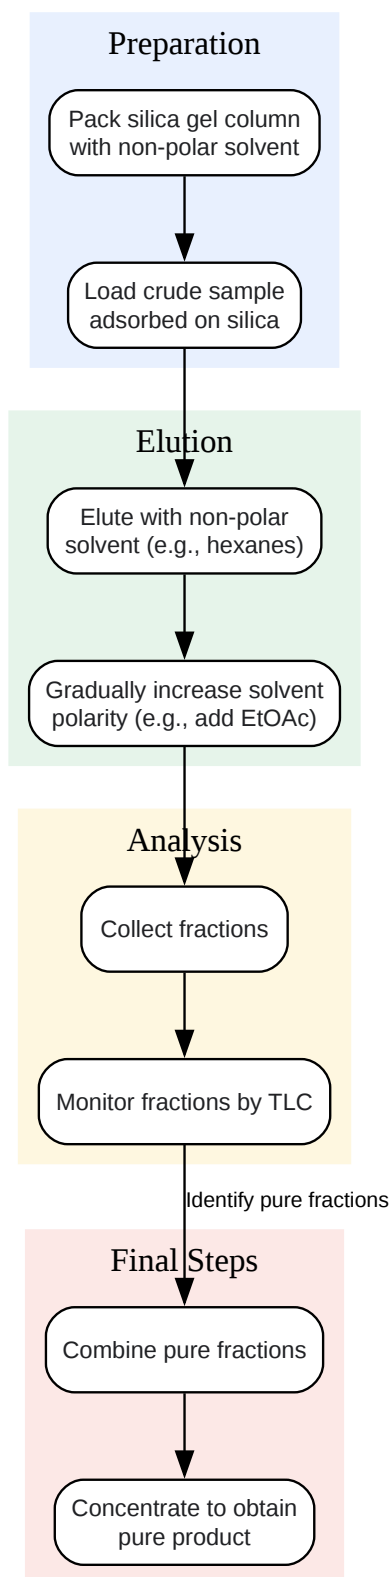 Preparation
Pack silica gel column
with non-polar solvent
Load crude sample
adsorbed on silica
Elution
Elute with non-polar
solvent (e.g., hexanes)
Gradually increase solvent
polarity (e.g., add EtOAc)
Analysis
Collect fractions
Monitor fractions by TLC
Identify pure fractions
Final Steps
Combine pure fractions
Concentrate to obtain
pure product